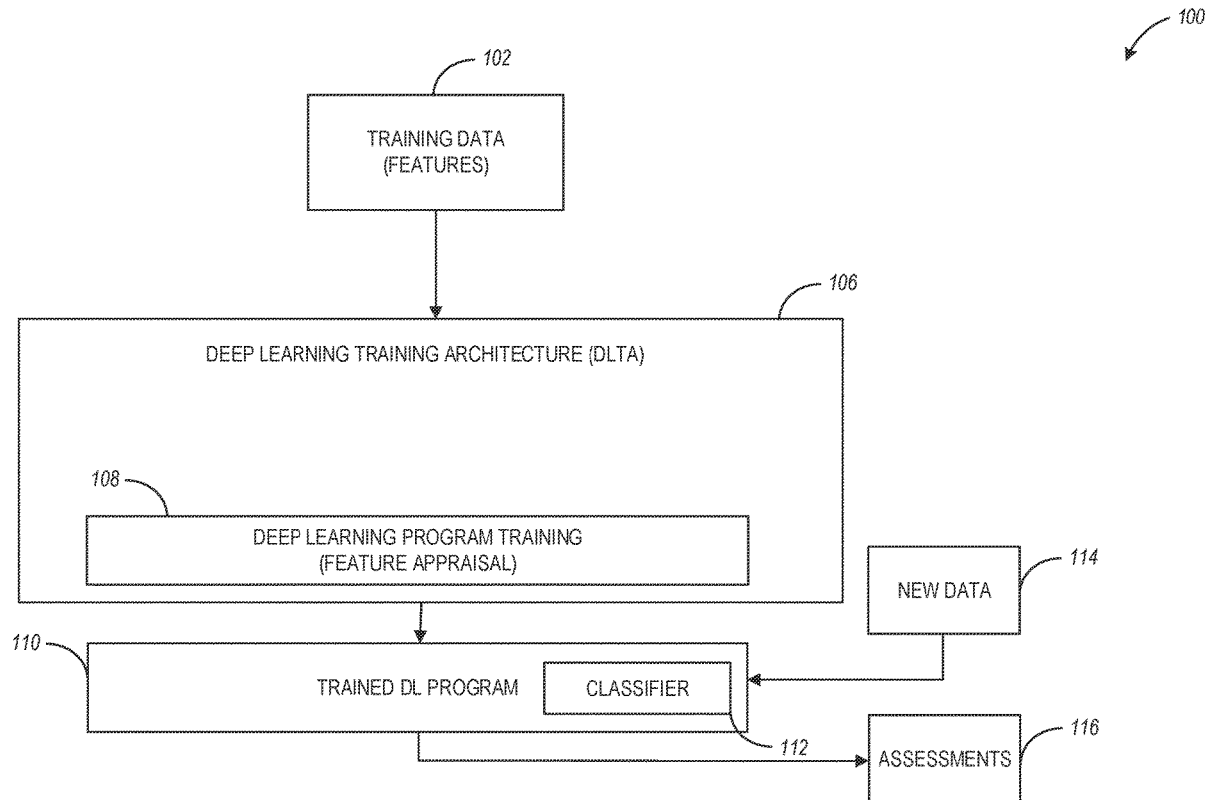 100
102
TRAINING DATA
(FEATURES)
106
DEEP LEARNING TRAINING ARCHITECTURE (DLTA)
108
DEEP LEARNING PROGRAM TRAINING
(FEATURE APPRAISAL)
114
NEW DATA
110
TRAINED DL PROGRAM
CLASSIFIER
112
116
ASSESSMENTS